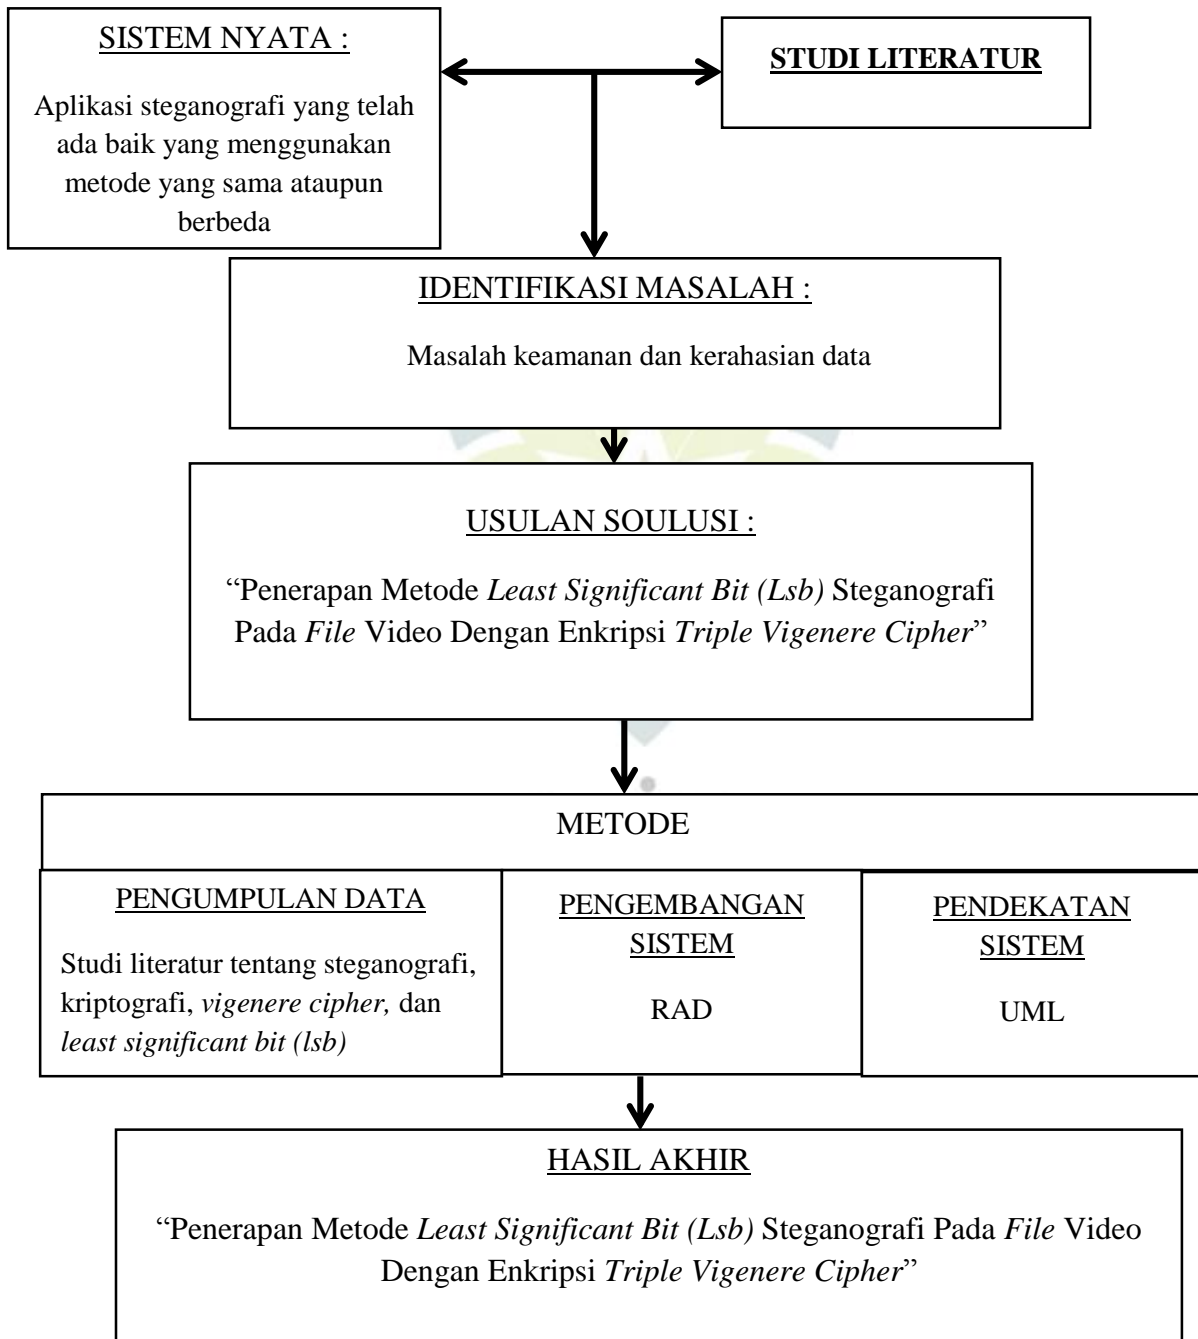 SISTEM NYATA :
Aplikasi steganografi yang telah
ada baik yang menggunakan
metode yang sama ataupun
berbeda
STUDI LITERATUR
IDENTIFIKASI MASALAH :
Masalah keamanan dan kerahasian data
USULAN SOULUSI :
“Penerapan Metode Least Significant Bit (Lsb) Steganografi
Pada File Video Dengan Enkripsi Triple Vigenere Cipher”
METODE
PENGUMPULAN DATA
Studi literatur tentang steganografi,
kriptografi, vigenere cipher, dan
least significant bit (lsb)
PENGEMBANGAN
SISTEM
RAD
PENDEKATAN
SISTEM
UML
HASIL AKHIR
“Penerapan Metode Least Significant Bit (Lsb) Steganografi Pada File Video
Dengan Enkripsi Triple Vigenere Cipher”